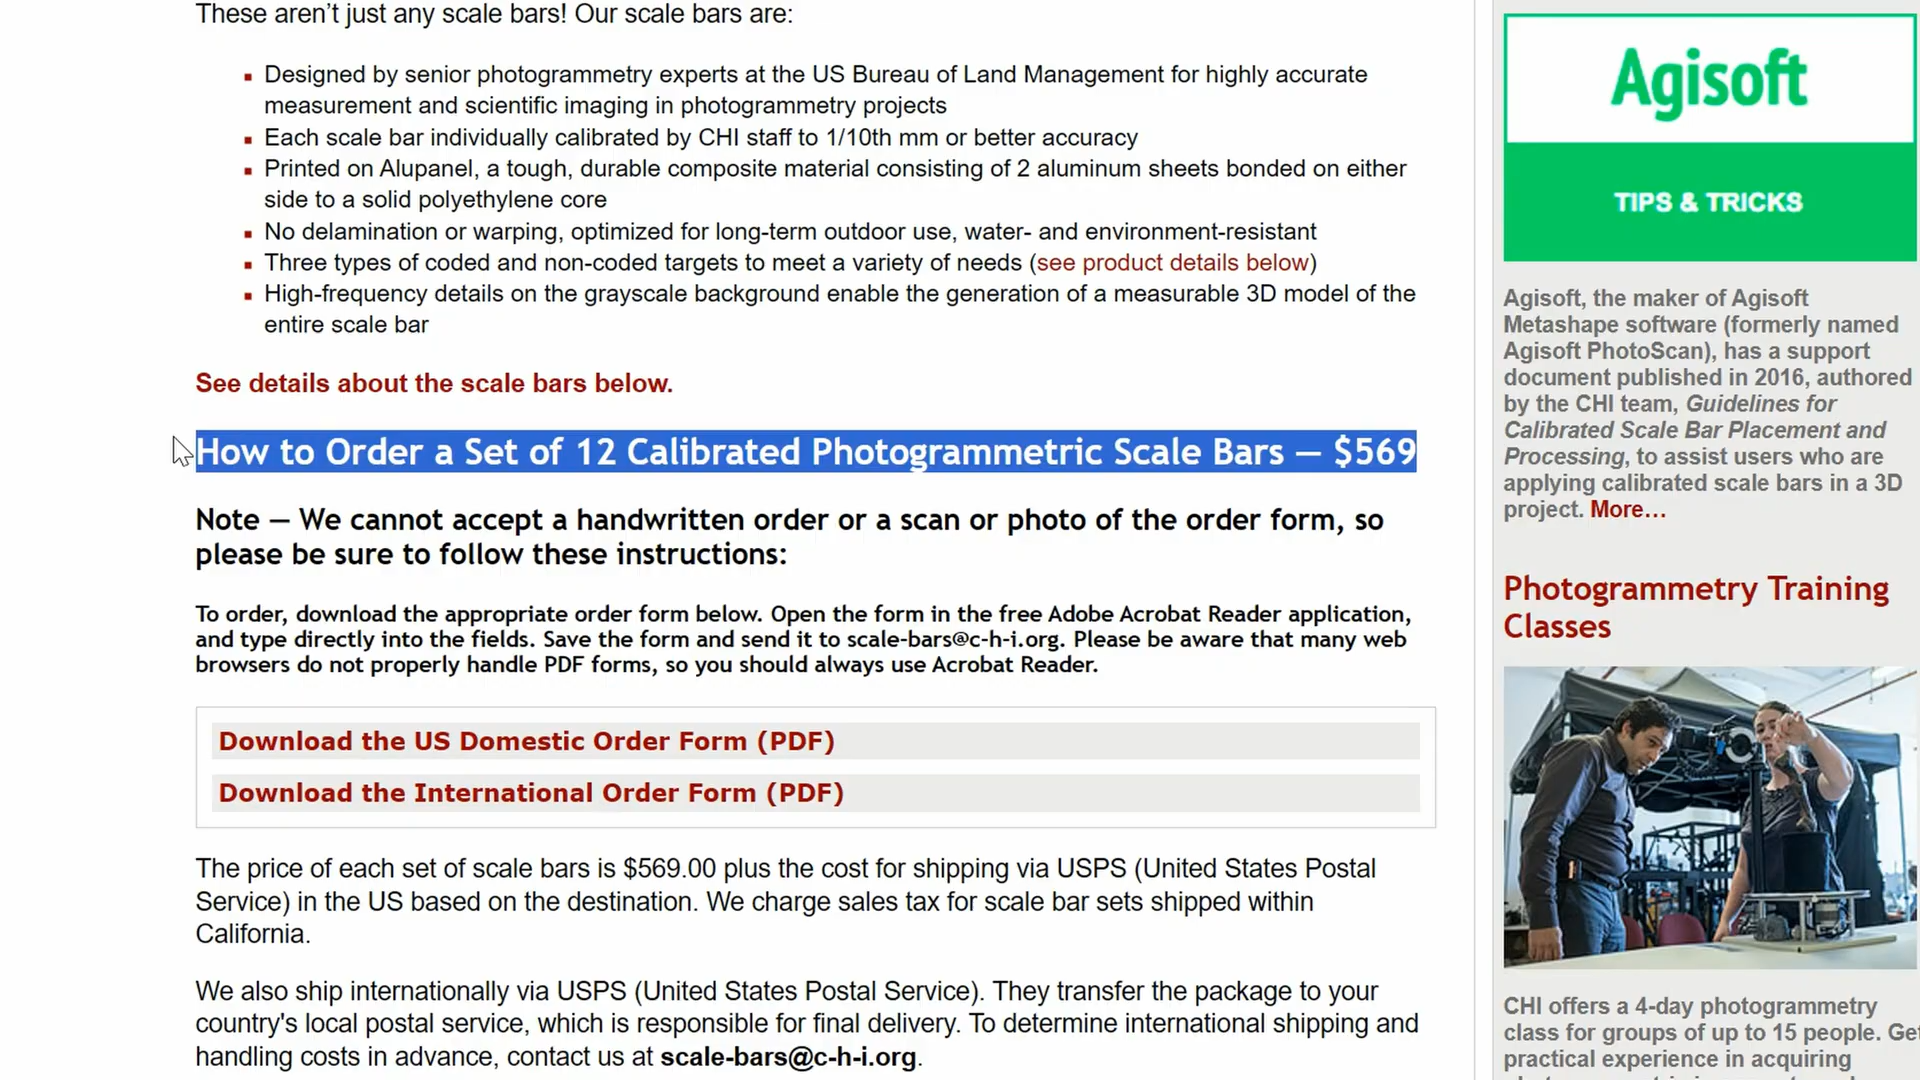 These aren’t just any scale bars! Our scale bars are:
Designed by senior photogrammetry experts at the US Bureau of Land Management for highly accurate
measurement and scientific imaging in photogrammetry projects
Each scale bar individually calibrated by CHI staff to 1/10th mm or better accuracy
Printed on Alupanel, a tough, durable composite material consisting of 2 aluminum sheets bonded on either
side to a solid polyethylene core
No delamination or warping, optimized for long-term outdoor use, water- and environment-resistant
Three types of coded and non-coded targets to meet a variety of needs (see product details below)
High-frequency details on the grayscale background enable the generation of a measurable 3D model of the
entire scale bar
See details about the scale bars below.
How to Order a Set of 12 Calibrated Photogrammetric Scale Bars — $569
Note — We cannot accept a handwritten order or a scan or photo of the order form, so
please be sure to follow these instructions:
To order, download the appropriate order form below. Open the form in the free Adobe Acrobat Reader application,
and type directly into the fields. Save the form and send it to scale-bars@c-h-i.org. Please be aware that many web
browsers do not properly handle PDF forms, so you should always use Acrobat Reader.
Download the US Domestic Order Form (PDF)
Download the International Order Form (PDF)
The price of each set of scale bars is $569.00 plus the cost for shipping via USPS (United States Postal
Service) in the US based on the destination. We charge sales tax for scale bar sets shipped within
California.
We also ship internationally via USPS (United States Postal Service). They transfer the package to your
country's local postal service, which is responsible for final delivery. To determine international shipping and
handling costs in advance, contact us at scale-bars@c-h-i.org.
Agisoft
TIPS & TRICKS
Agisoft, the maker of Agisoft
Metashape software (formerly named
Agisoft PhotoScan), has a support
document published in 2016, authored
by the CHI team, Guidelines for
Calibrated Scale Bar Placement and
Processing, to assist users who are
applying calibrated scale bars in a 3D
project. More…
Photogrammetry Training
Classes
CHI offers a 4-day photogrammetry
class for groups of up to 15 people. Get
practical experience in acquiring